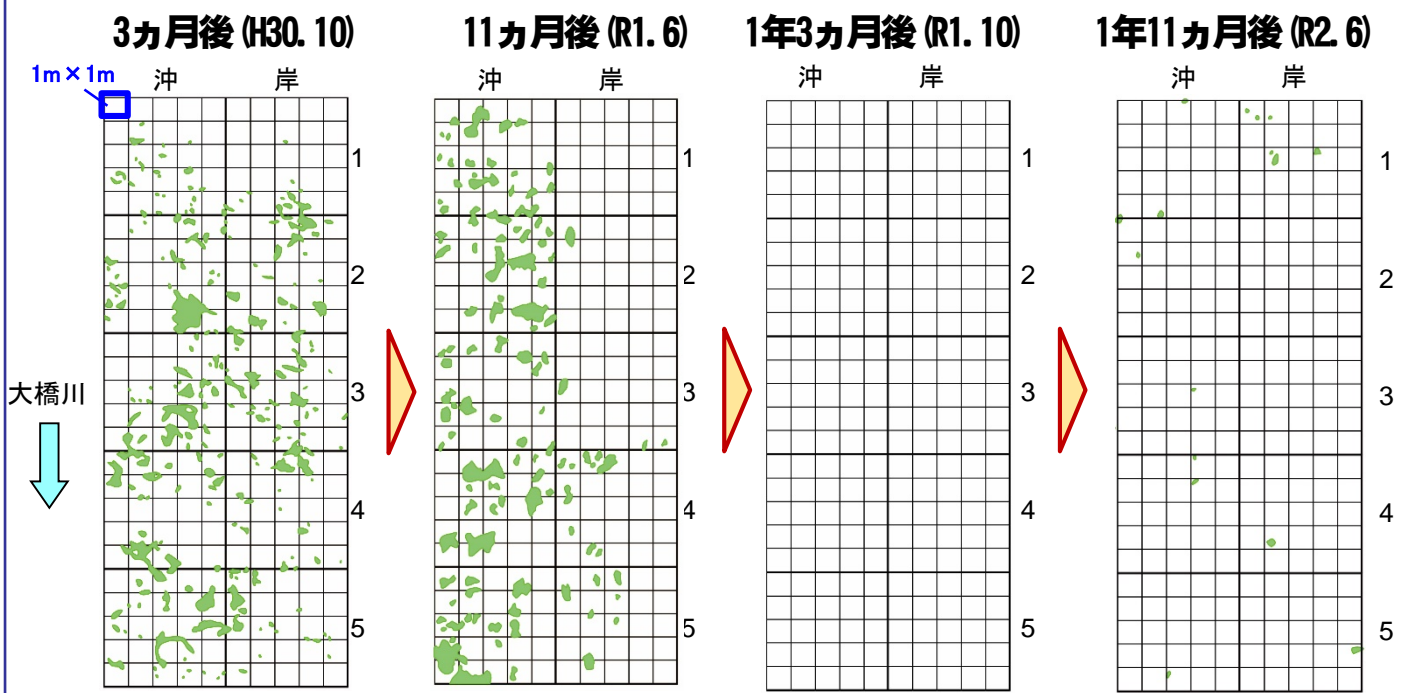 3ヵ月後(H30.10)
11ヵ月後(R1.6)
1年3ヵ月後(R1.10)
1年11ヵ月後(R2.6)
1m×1m
沖 岸
沖 岸
沖 岸
沖 岸
1 1 1 1
2 2 2 2
大橋川
3 3 3 3
4 4 4 4
5 5 5 5